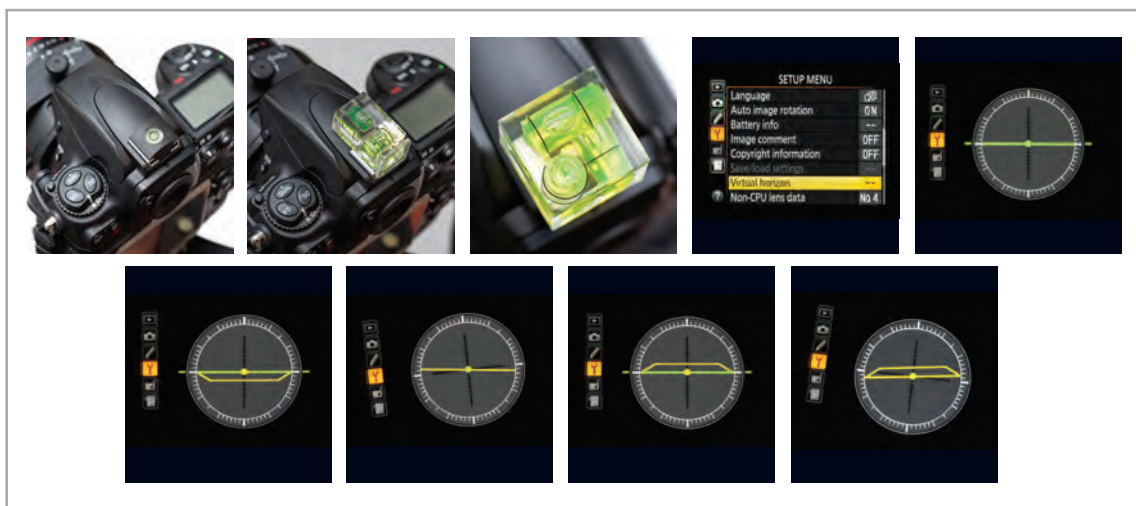 SETUP MENU
Language
Auto image rotation ON
Battery info --
Image comment OFF
Copyright information OFF
Save/load settings --
Virtual horizon --
? Non-CPU lens data No.4